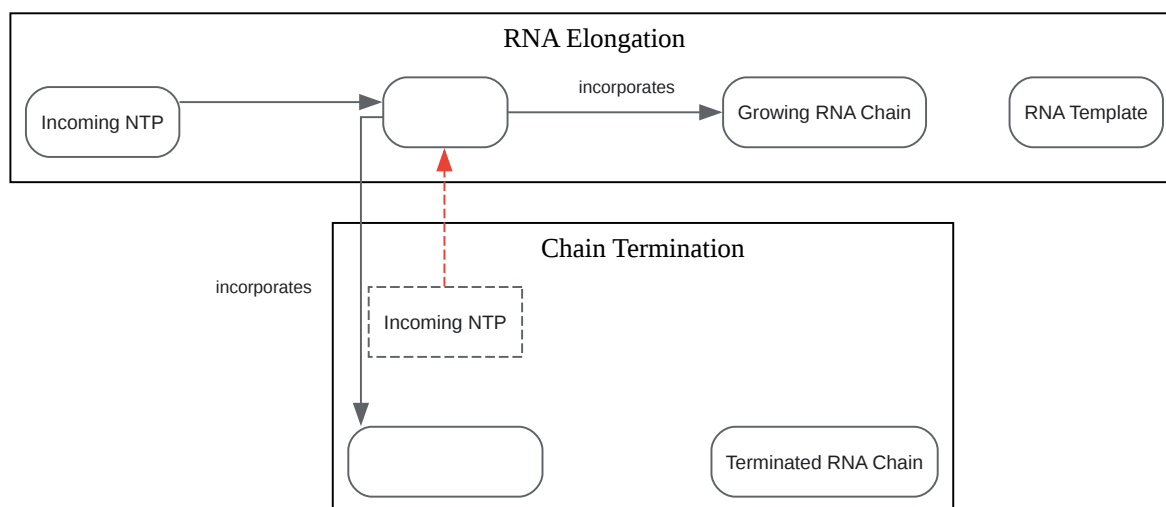 RNA Elongation
incorporates
Incoming NTP
Growing RNA Chain
RNA Template
Chain Termination
incorporates
Incoming NTP
Terminated RNA Chain